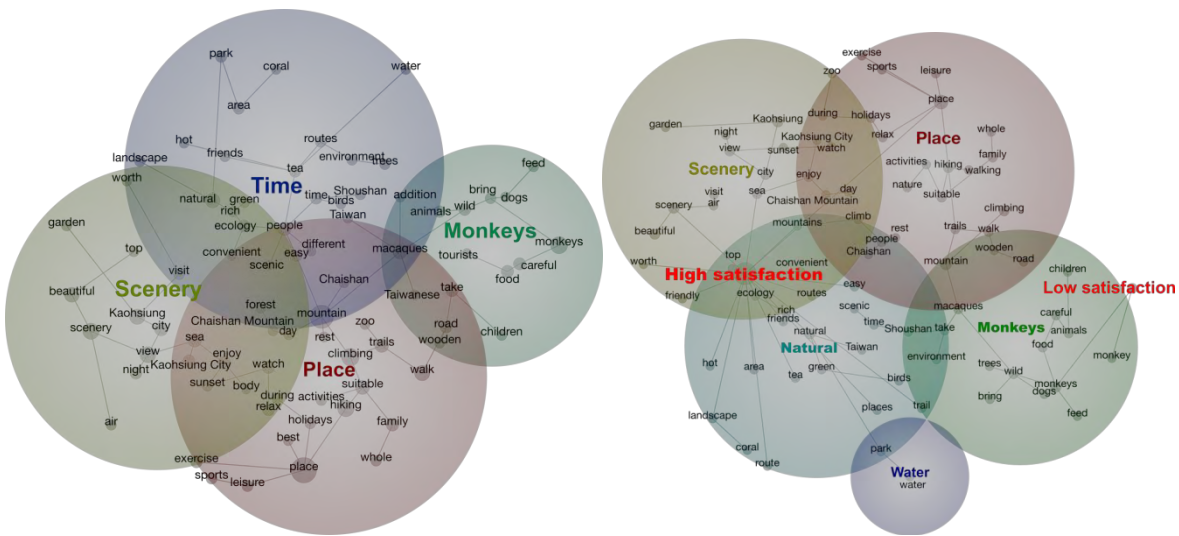 park
coral
water
area
hot
friends
routes
environment
trees
tea
landscape
worth
Time
natural
green
rich
time
Shoushan
birds
Taiwan
ecology
people
addition
animals
wild
bring
feed
dogs
Monkeys
monkeys
tourists
careful
food
macaques
garden
top
convenient
scenic
different
easy
visit
Chaishan
Scenery
beautiful
Taiwanese
take
children
road
wooden
Kaohsiung
city
scenery
forest
Chaishan Mountain
day
mountain
rest
zoo
trails
climbing
walk
sea
view
enjoy
night
Kaohsiung City
sunset
watch
body
Place
suitable
during
relax
activities
hiking
holidays
family
best
whole
air
exercise
sports
leisure
place
exercise
sports
zoo
leisure
place
garden
Kaohsiung
during
holidays
night
view
Kaohsiung City
sunset
watch
relax
Place
whole
family
Scenery
city
sea
enjoy
activities
hiking
walking
nature
suitable
visit
air
day
Chaishan Mountain
scenery
beautiful
mountains
climb
rest
people
Chaishan
climbing
trails
walk
wooden
road
worth
top
convenient
mountain
children
High satisfaction
Low satisfaction
friendly
ecology
routes
easy
scenic
rich
friends
natural
time
Shoushan
take
macaques
Monkeys
careful
animals
food
Natural
Taiwan
environment
hot
area
tea
green
birds
trees
wild
monkeys
monkey
bring
dogs
feed
landscape
places
trail
coral
route
park
Water
water